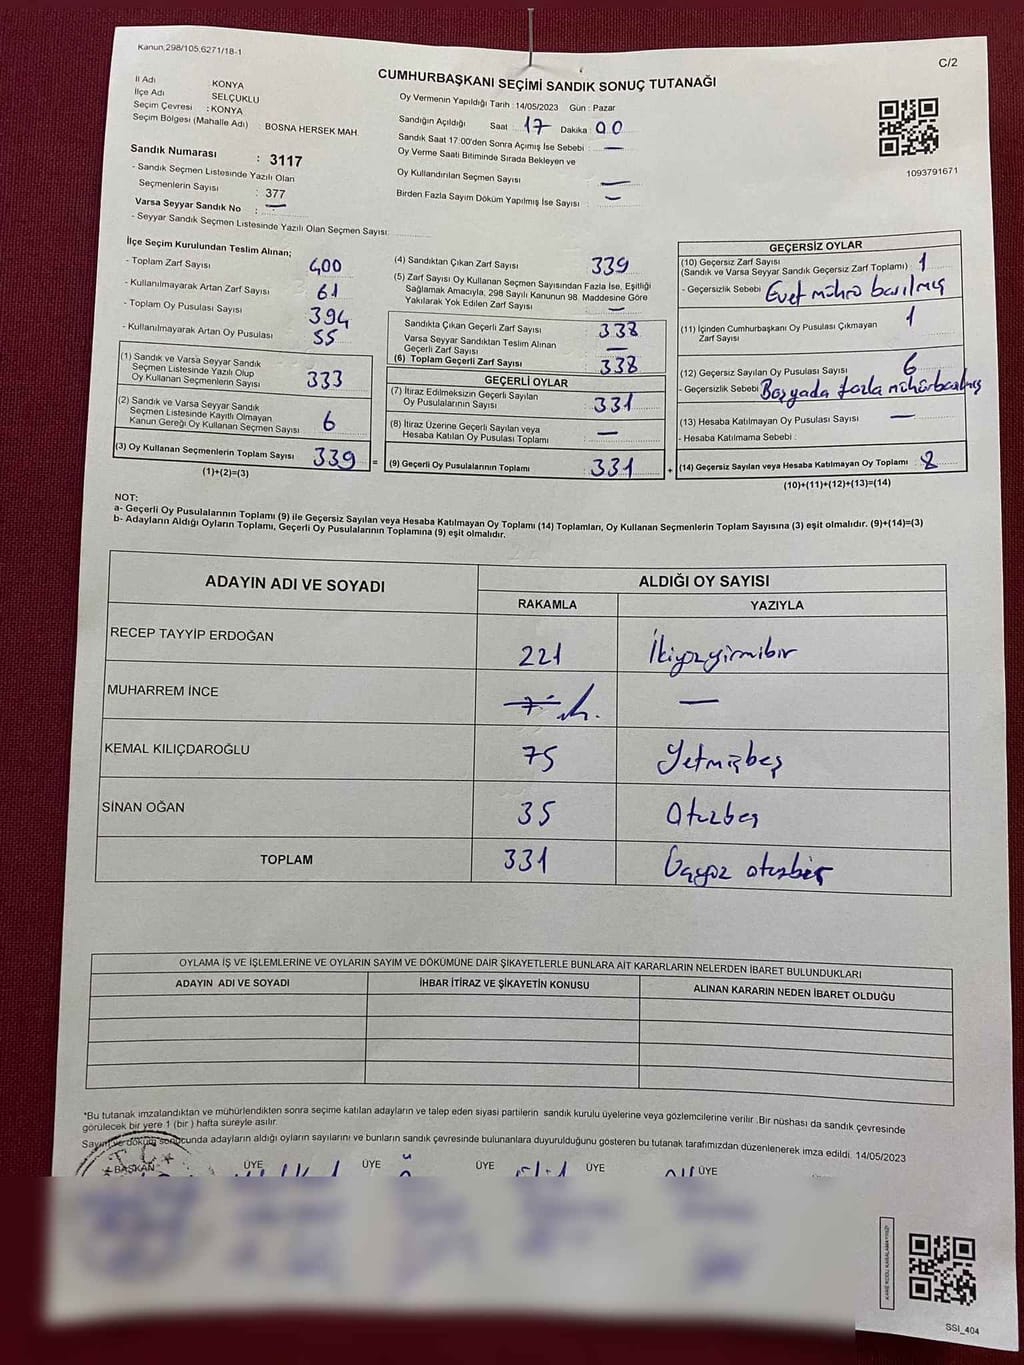 Kanun,298/105,6271/18-1
C/2
CUMHURBAŞKANI SEÇİMİ SANDIK SONUÇ TUTANAĞI
İl Adı KONYA
İlçe Adı SELÇUKLU
Seçim Çevresi : KONYA
Seçim Bölgesi (Mahalle Adı) : BOSNA HERSEK MAH.
Oy Vermenin Yapıldığı Tarih : 14/05/2023 Gün : Pazar
Sandığın Açıldığı Saat 17 Dakika : 00
Sandık Saat 17:00'den Sonra Açımış İse Sebebi : —
Oy Verme Saati Bitiminde Sırada Bekleyen ve
Oy Kullandırılan Seçmen Sayısı —
Birden Fazla Sayım Döküm Yapılmış İse Sayısı : —
1093791671
Sandık Numarası : 3117
- Sandık Seçmen Listesinde Yazılı Olan
Seçmenlerin Sayısı : 377
Varsa Seyyar Sandık No : —
- Seyyar Sandık Seçmen Listesinde Yazılı Olan Seçmen Sayısı:
İlçe Seçim Kurulundan Teslim Alınan;
- Toplam Zarf Sayısı 400
- Kullanılmayarak Artan Zarf Sayısı 61
- Toplam Oy Pusulası Sayısı 394
- Kullanılmayarak Artan Oy Pusulası 55
(1) Sandık ve Varsa Seyyar Sandık
Seçmen Listesinde Yazılı Olup
Oy Kullanan Seçmenlerin Sayısı 333
(2) Sandık ve Varsa Seyyar Sandık
Seçmen Listesinde Kayıtlı Olmayan
Kanun Gereği Oy Kullanan Seçmen Sayısı 6
(3) Oy Kullanan Seçmenlerin Toplam Sayısı 339 =
(1)+(2)=(3)
(4) Sandıktan Çıkan Zarf Sayısı 339
(5) Zarf Sayısı Oy Kullanan Seçmen Sayısından Fazla İse, Eşitliği
Sağlamak Amacıyla, 298 Sayılı Kanunun 98. Maddesine Göre
Yakılarak Yok Edilen Zarf Sayısı —
Sandıkta Çıkan Geçerli Zarf Sayısı 338
Varsa Seyyar Sandıktan Teslim Alınan
Geçerli Zarf Sayısı —
(6) Toplam Geçerli Zarf Sayısı 338
GEÇERLİ OYLAR
(7) İtiraz Edilmeksizin Geçerli Sayılan
Oy Pusulalarının Sayısı 331
(8) İtiraz Üzerine Geçerli Sayılan veya
Hesaba Katılan Oy Pusulası Toplamı —
(9) Geçerli Oy Pusulalarının Toplamı : 331 +
GEÇERSİZ OYLAR
(10) Geçersiz Zarf Sayısı
(Sandık ve Varsa Seyyar Sandık Geçersiz Zarf Toplamı) : 1
- Geçersizlik Sebebi Evet mührü basılmış
(11) İçinden Cumhurbaşkanı Oy Pusulası Çıkmayan
Zarf Sayısı 1
(12) Geçersiz Sayılan Oy Pusulası Sayısı 6
- Geçersizlik Sebebi fazla
(13) Hesaba Katılmayan Oy Pusulası Sayısı —
- Hesaba Katılmama Sebebi :
(14) Geçersiz Sayılan veya Hesaba Katılmayan Oy Toplamı : 8
(10)+(11)+(12)+(13)=(14)
NOT:
a- Geçerli Oy Pusulalarının Toplamı (9) ile Geçersiz Sayılan veya Hesaba Katılmayan Oy Toplamı (14) Toplamları, Oy Kullanan Seçmenlerin Toplam Sayısına (3) eşit olmalıdır. (9)+(14)=(3)
b- Adayların Aldığı Oyların Toplamı, Geçerli Oy Pusulalarının Toplamına (9) eşit olmalıdır.
ADAYIN ADI VE SOYADI ALDIĞI OY SAYISI
RAKAMLA YAZIYLA
RECEP TAYYİP ERDOĞAN 221 İkiyüzyirmibir
MUHARREM İNCE —
KEMAL KILIÇDAROĞLU 75 Yetmişbeş
SİNAN OĞAN 35 Otuzbeş
TOPLAM 331 Üçyüz otuzbir
OYLAMA İŞ VE İŞLEMLERİNE VE OYLARIN SAYIM VE DÖKÜMÜNE DAİR ŞİKAYETLERLE BUNLARA AİT KARARLARIN NELERDEN İBARET BULUNDUKLARI
ADAYIN ADI VE SOYADI İHBAR İTİRAZ VE ŞİKAYETİN KONUSU ALINAN KARARIN NEDEN İBARET OLDUĞU
*Bu tutanak imzalandıktan ve mühürlendikten sonra seçime katılan adayların ve talep eden siyasi partilerin sandık kurulu üyelerine veya gözlemcilerine verilir. Bir nüshası da sandık çevresinde
görülecek bir yere 1 (bir ) hafta süreyle asılır.
Sayım ve döküm sonucunda adayların aldığı oyların sayılarını ve bunların sandık çevresinde bulunanlara duyurulduğunu gösteren bu tutanak tarafımızdan düzenlenerek imza edildi. 14/05/2023
T.C.
BAŞKAN ÜYE ÜYE ÜYE ÜYE ÜYE
SSI_404